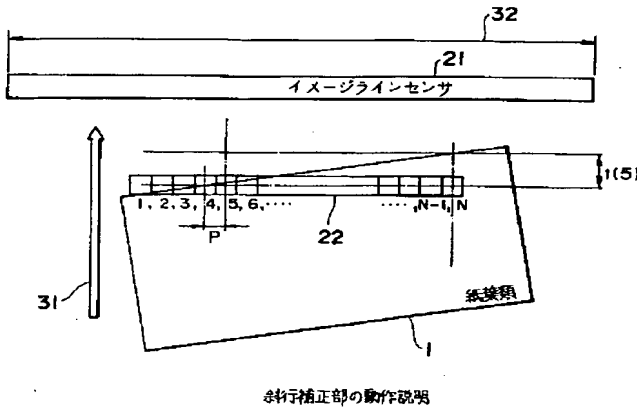 32
21
イメージラインセンサ
t(5)
1, 2, 3, 4, 5, 6, ‥‥ ‥‥, N-1, N
P
22
31
紙葉類
1
斜行補正部の動作説明